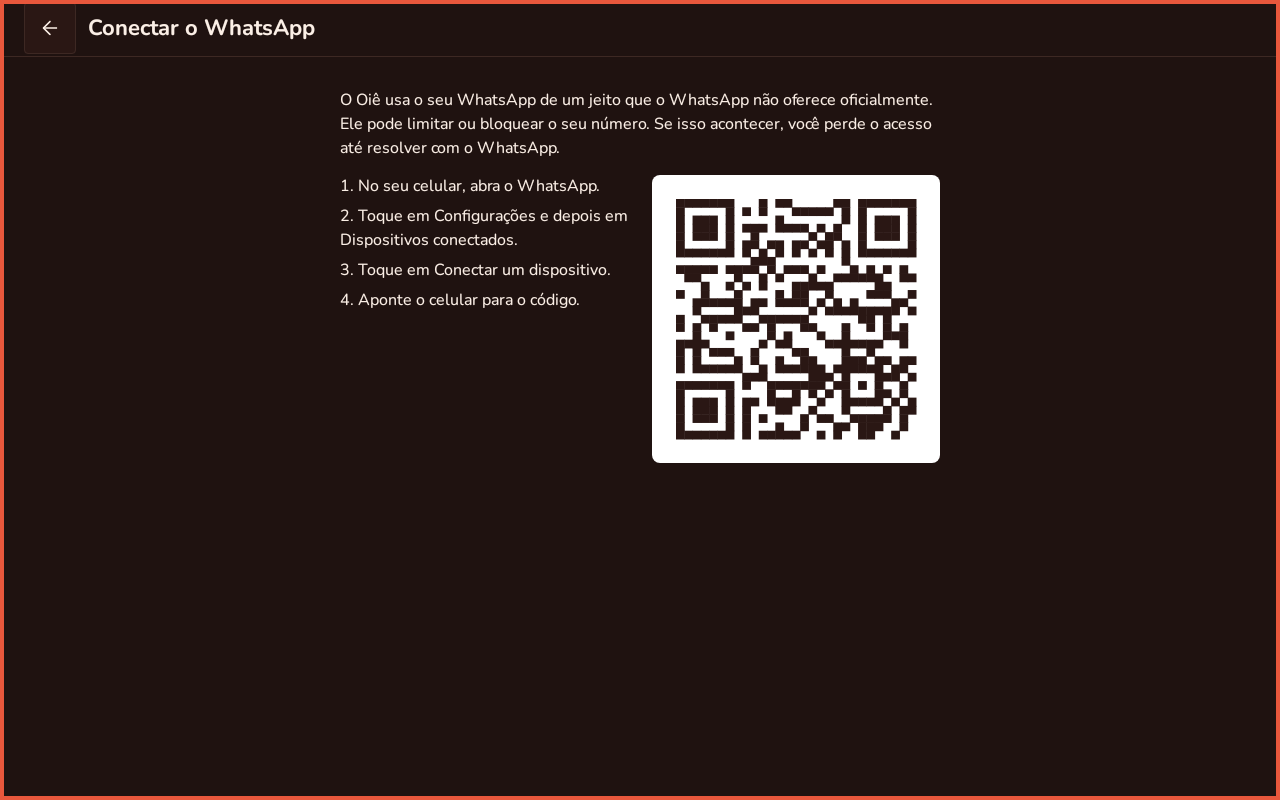 Conectar o WhatsApp
O Oiê usa o seu WhatsApp de um jeito que o WhatsApp não oferece oficialmente.
Ele pode limitar ou bloquear o seu número. Se isso acontecer, você perde o acesso
até resolver com o WhatsApp.
1. No seu celular, abra o WhatsApp.
2. Toque em Configurações e depois em
Dispositivos conectados.
3. Toque em Conectar um dispositivo.
4. Aponte o celular para o código.